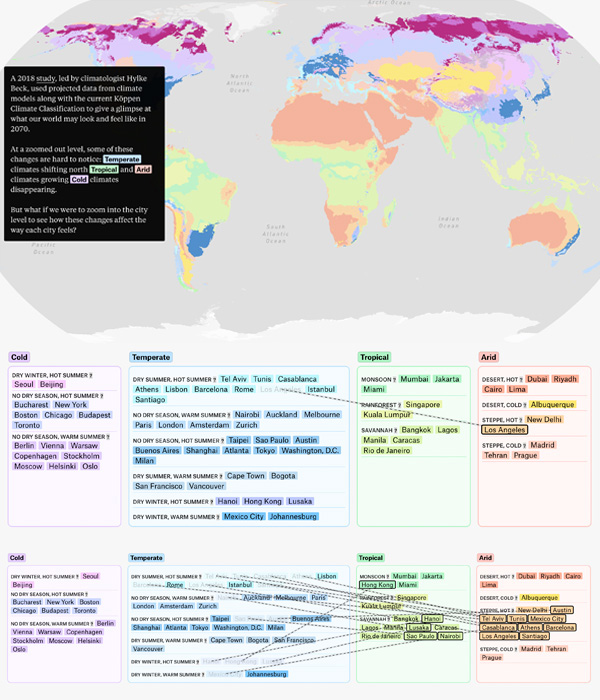 Arctic Ocean
North
Atlantic
Ocean
A 2018 study, led by climatologist Hylke
Beck, used projected data from climate
models along with the current Köppen
Climate Classification to give a glimpse at
what our world may look and feel like in
2070.
At a zoomed out level, some of these
changes are hard to notice: Temperate
climates shifting north Tropical and Arid
climates growing Cold climates
disappearing.
But what if we were to zoom into the city
level to see how these changes affect the
way each city feels?
Pacific
Ocean
South
Atlantic
Ocean
Indian
Ocean
Cold
DRY WINTER, HOT SUMMER
Seoul Beijing
NO DRY SEASON, HOT SUMMER
Bucharest New York
Boston Chicago Budapest
Toronto
NO DRY SEASON, WARM SUMMER
Berlin Vienna Warsaw
Copenhagen Stockholm
Moscow Helsinki Oslo
Temperate
DRY SUMMER, HOT SUMMER Tel Aviv Tunis Casablanca
Athens Lisbon Barcelona Rome Los Angeles Istanbul
Santiago
NO DRY SEASON, WARM SUMMER Nairobi Auckland Melbourne
Paris London Amsterdam Zurich
NO DRY SEASON, HOT SUMMER Taipei Sao Paulo Austin
Buenos Aires Shanghai Atlanta Tokyo Washington, D.C.
Milan
DRY SUMMER, WARM SUMMER Cape Town Bogota
San Francisco Vancouver
DRY WINTER, HOT SUMMER Hanoi Hong Kong Lusaka
DRY WINTER, WARM SUMMER Mexico City Johannesburg
Tropical
MONSOON Mumbai Jakarta
Miami
RAINFOREST Singapore
Kuala Lumpur
SAVANNAH Bangkok Lagos
Manila Caracas
Rio de Janeiro
Arid
DESERT, HOT Dubai Riyadh
Cairo Lima
DESERT, COLD Albuquerque
STEPPE, HOT New Delhi
Los Angeles
STEPPE, COLD Madrid
Tehran Prague
Cold
DRY WINTER, HOT SUMMER Seoul
Beijing
NO DRY SEASON, HOT SUMMER
Bucharest New York Boston
Chicago Budapest Toronto
NO DRY SEASON, WARM SUMMER Berlin
Vienna Warsaw Copenhagen
Stockholm Moscow Helsinki
Oslo
Temperate
DRY SUMMER, HOT SUMMER Lisbon
Rome Istanbul
NO DRY SEASON, WARM SUMMER Auckland Melbourne Paris
London Amsterdam Zurich
NO DRY SEASON, HOT SUMMER Taipei Buenos Aires
Shanghai Atlanta Tokyo Washington, D.C. Milan
DRY SUMMER, WARM SUMMER Cape Town Bogota San Francisco
Vancouver
DRY WINTER, HOT SUMMER
DRY WINTER, WARM SUMMER Johannesburg
Tropical
MONSOON Mumbai Jakarta
Hong Kong Miami
RAINFOREST Singapore
Kuala Lumpur
SAVANNAH Bangkok Hanoi
Lagos Manila Lusaka Caracas
Rio de Janeiro Sao Paulo Nairobi
Arid
DESERT, HOT Dubai Riyadh Cairo
Lima
DESERT, COLD Albuquerque
STEPPE, HOT New Delhi Austin
Tel Aviv Tunis Mexico City
Casablanca Athens Barcelona
Los Angeles Santiago
STEPPE, COLD Madrid Tehran
Prague